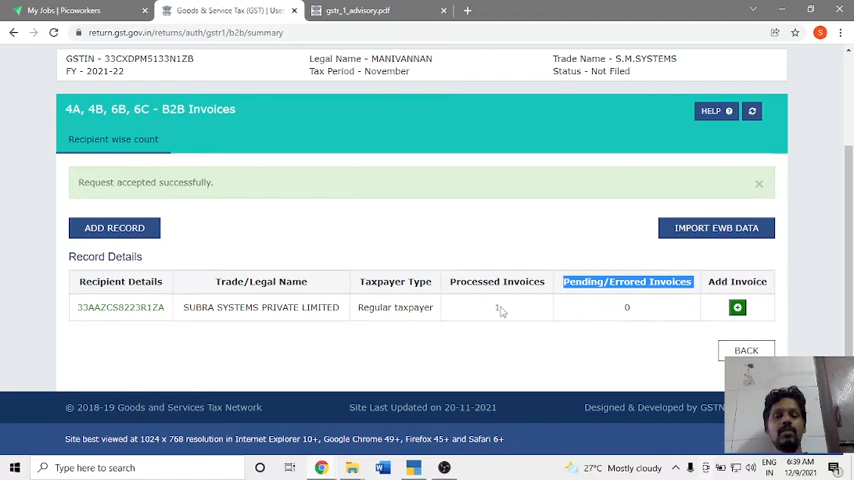 My Jobs | Picoworkers
Goods & Service Tax (GST) | User
gstr_1_advisory.pdf
return.gst.gov.in/returns/auth/gstr1/b2b/summary
S
GSTIN - 33CXDPM5133N1ZB
Legal Name - MANIVANNAN
Trade Name - S.M.SYSTEMS
FY - 2021-22
Tax Period - November
Status - Not Filed
4A, 4B, 6B, 6C - B2B Invoices
HELP
Recipient wise count
Request accepted successfully.
ADD RECORD
IMPORT EWB DATA
Record Details
Recipient Details
Trade/Legal Name
Taxpayer Type
Processed Invoices
Pending/Errored Invoices
Add Invoice
33AAZCS8223R1ZA
SUBRA SYSTEMS PRIVATE LIMITED
Regular taxpayer
1
0
BACK
© 2018-19 Goods and Services Tax Network
Site Last Updated on 20-11-2021
Designed & Developed by GSTN
Site best viewed at 1024 x 768 resolution in Internet Explorer 10+, Google Chrome 49+, Firefox 45+ and Safari 6+
Type here to search
27°C Mostly cloudy
ENG
IN
6:39 AM
12/9/2021